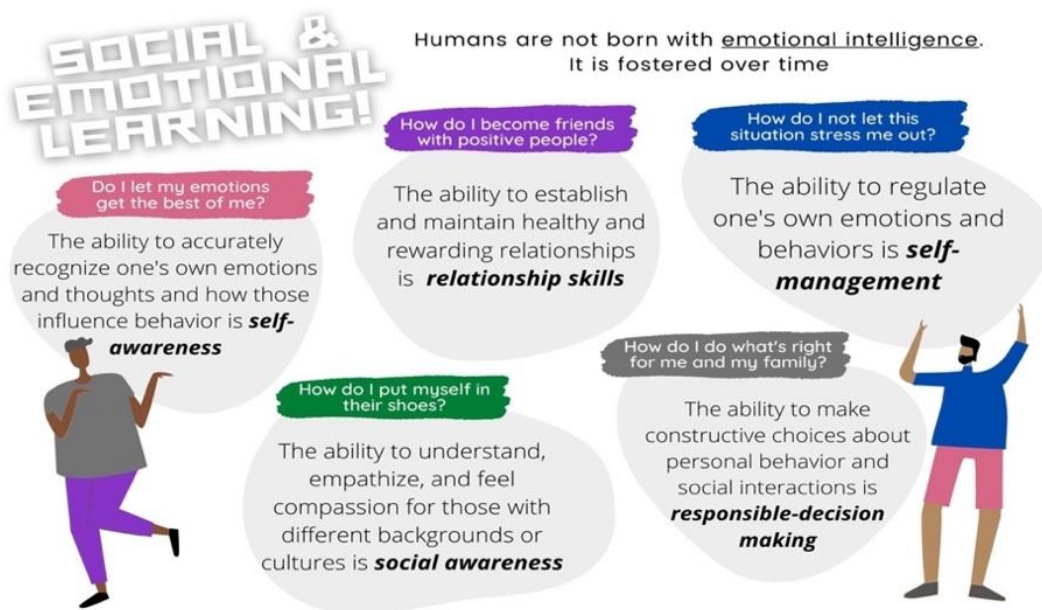 SOCIAL &
EMOTIONAL
LEARNING!
Humans are not born with emotional intelligence.
It is fostered over time
Do I let my emotions
get the best of me?
The ability to accurately
recognize one's own emotions
and thoughts and how those
influence behavior is self-
awareness
How do I become friends
with positive people?
The ability to establish
and maintain healthy and
rewarding relationships
is relationship skills
How do I not let this
situation stress me out?
The ability to regulate
one's own emotions and
behaviors is self-
management
How do I put myself in
their shoes?
The ability to understand,
empathize, and feel
compassion for those with
different backgrounds or
cultures is social awareness
How do I do what's right
for me and my family?
The ability to make
constructive choices about
personal behavior and
social interactions is
responsible-decision
making